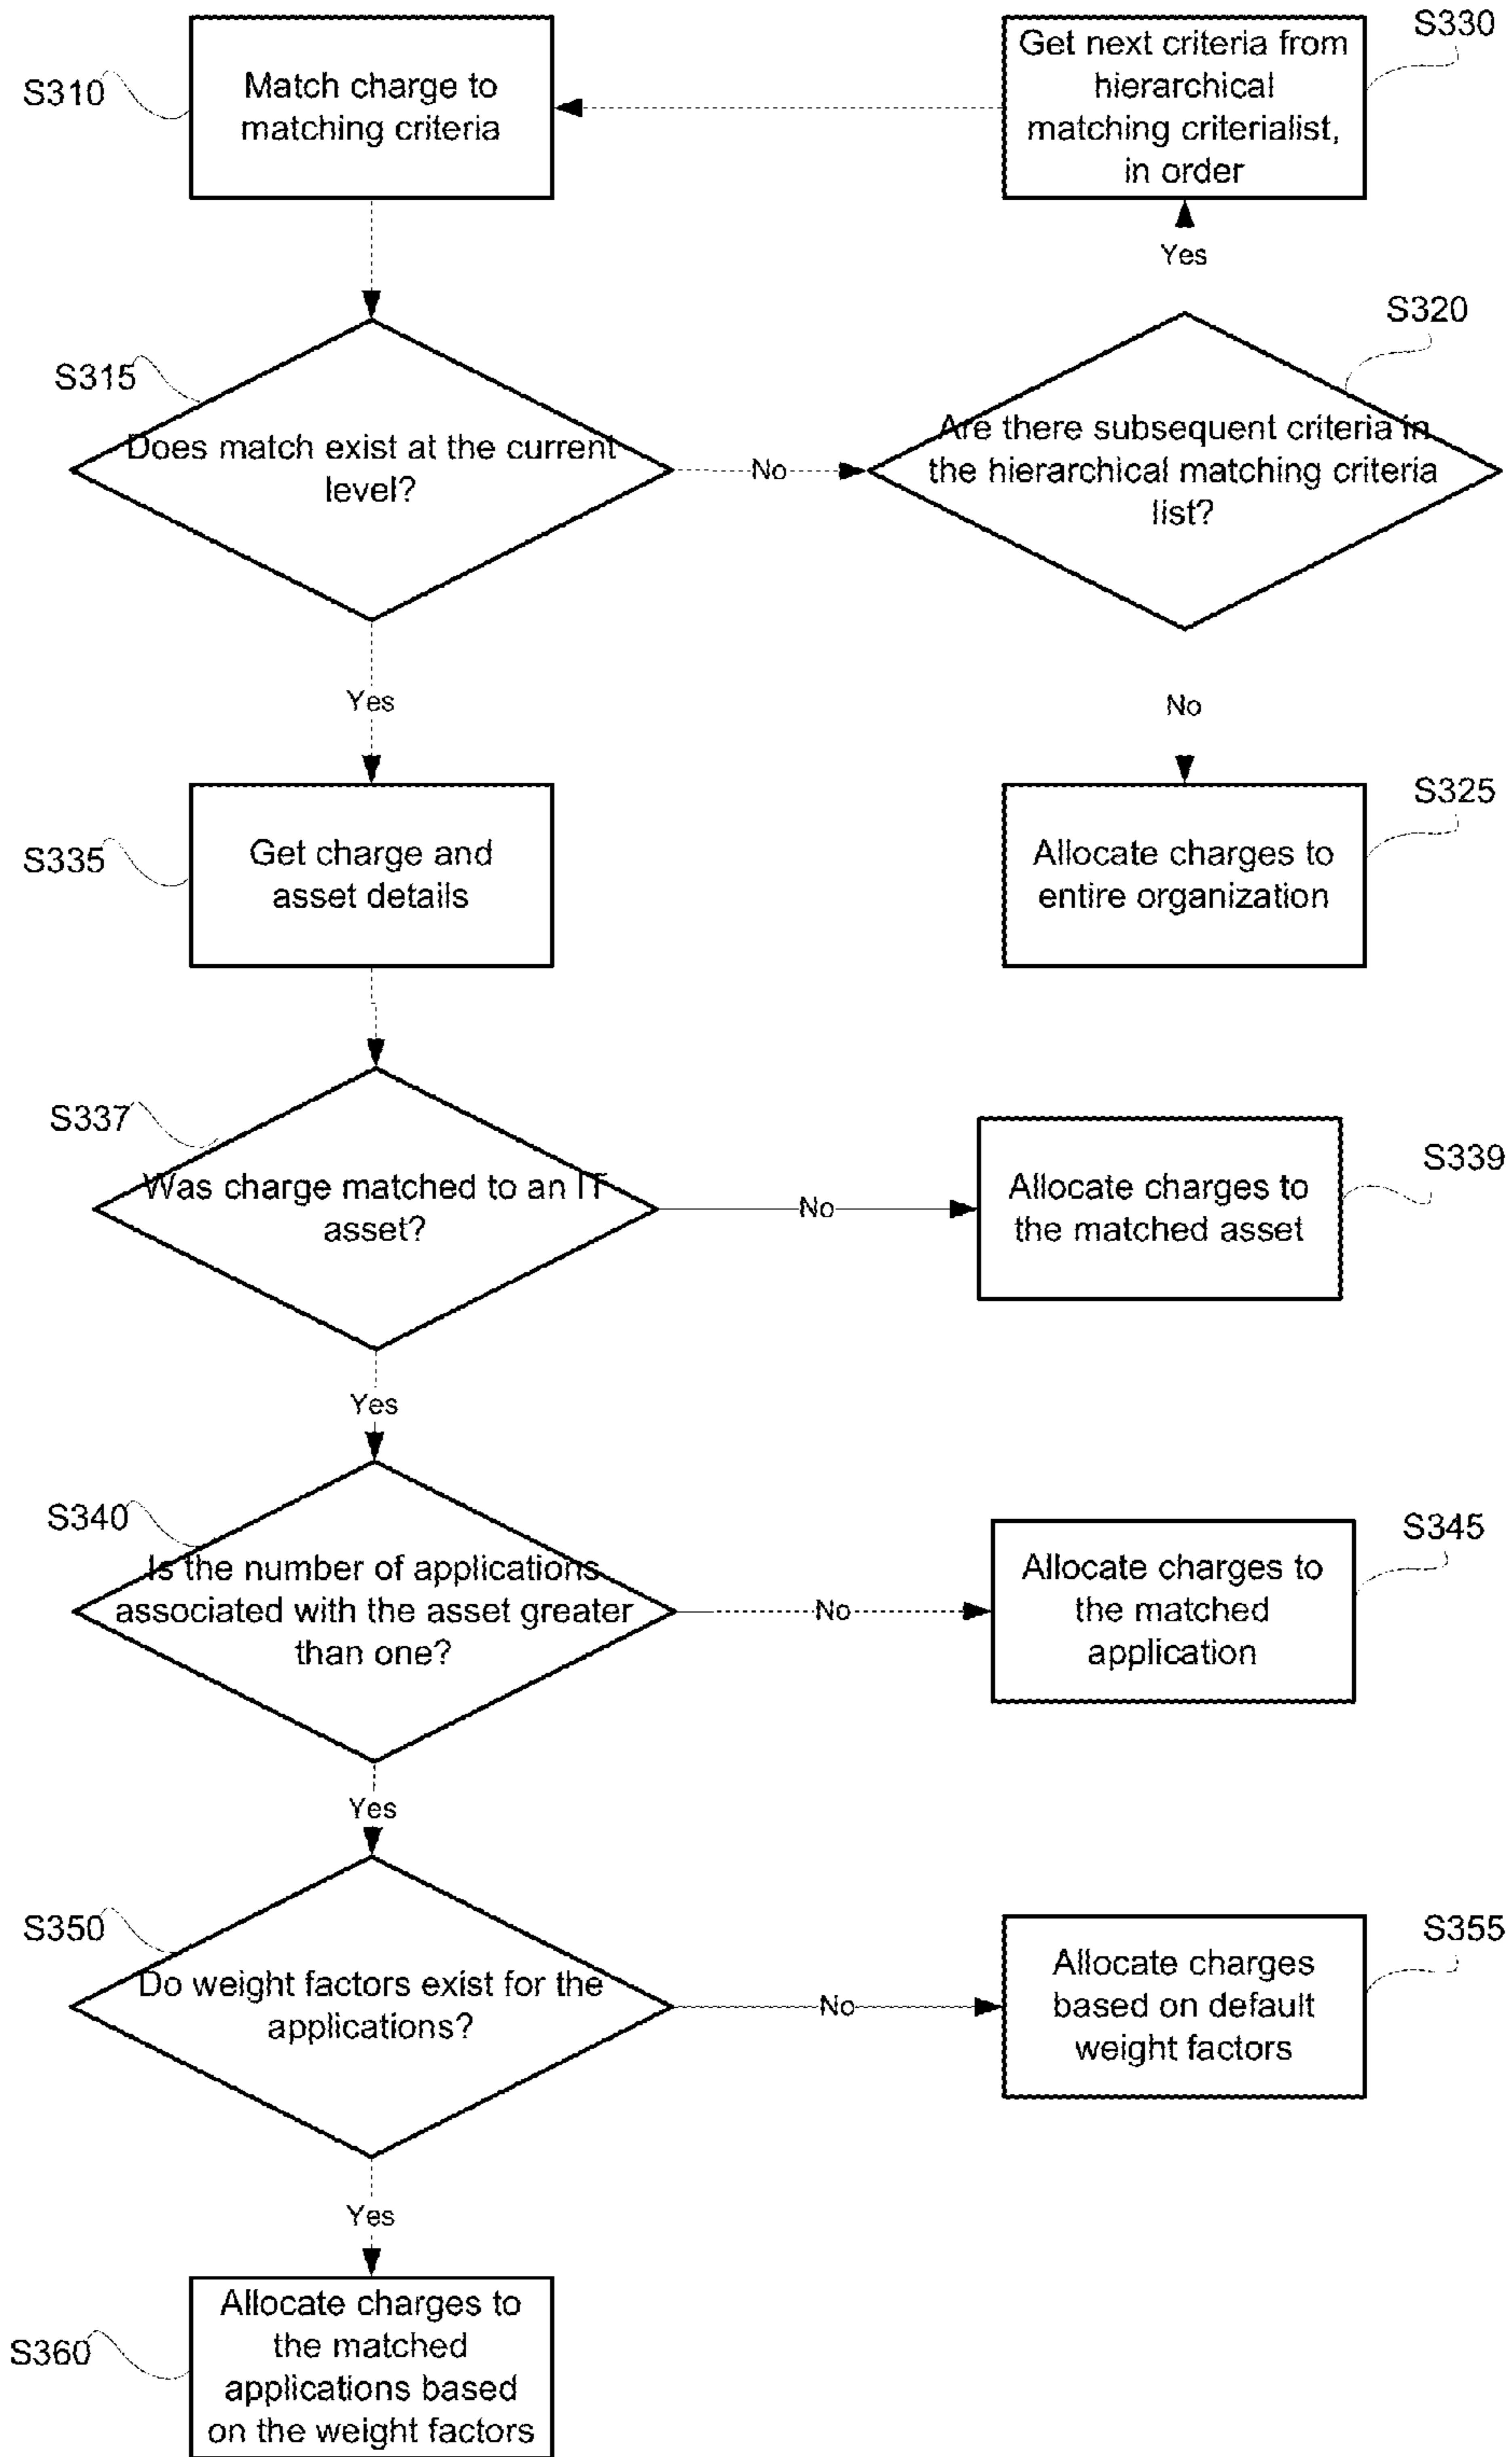 S310
Match charge to
matching criteria
S330
Get next criteria from
hierarchical
matching criterialist,
in order
Yes
S315
Does match exist at the current
level?
No
S320
Are there subsequent criteria in
the hierarchical matching criteria
list?
Yes
No
S335
Get charge and
asset details
S325
Allocate charges to
entire organization
S337
Was charge matched to an IT
asset?
No
S339
Allocate charges to
the matched asset
Yes
S340
Is the number of applications
associated with the asset greater
than one?
No
S345
Allocate charges to
the matched
application
Yes
S350
Do weight factors exist for the
applications?
No
S355
Allocate charges
based on default
weight factors
Yes
S360
Allocate charges to
the matched
applications based
on the weight factors